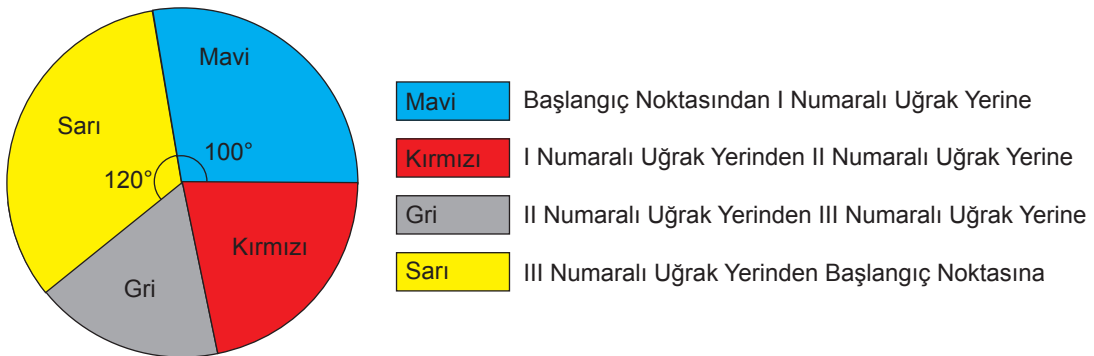 Mavi
Sarı
100°
120°
Kırmızı
Gri
Mavi Başlangıç Noktasından I Numaralı Uğrak Yerine
Kırmızı I Numaralı Uğrak Yerinden II Numaralı Uğrak Yerine
Gri II Numaralı Uğrak Yerinden III Numaralı Uğrak Yerine
Sarı III Numaralı Uğrak Yerinden Başlangıç Noktasına